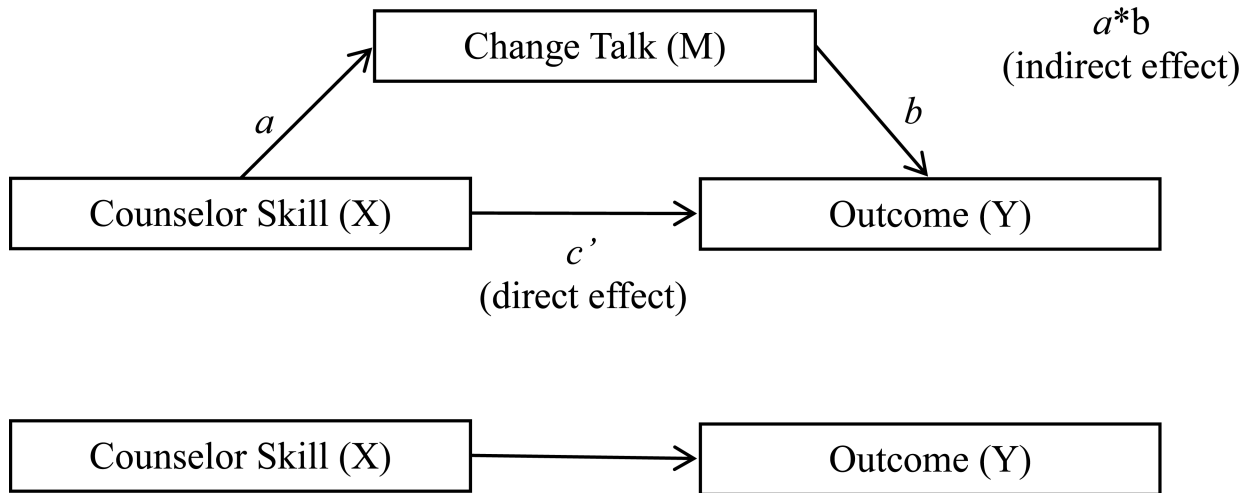 Change Talk (M)
a*b
(indirect effect)
a
b
Counselor Skill (X)
Outcome (Y)
c’
(direct effect)
Counselor Skill (X)
Outcome (Y)